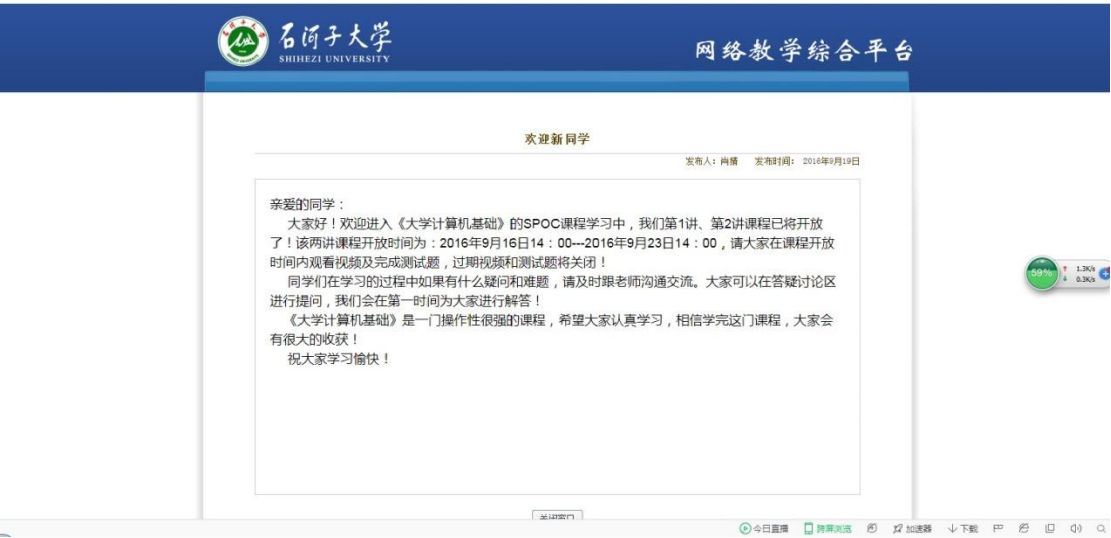 石河子大学
SHIHEZI UNIVERSITY
网络教学综合平台
欢迎新同学
发布人：肖婧 发布时间： 2016年9月19日
亲爱的同学：
大家好！欢迎进入《大学计算机基础》的SPOC课程学习中，我们第1讲、第2讲课程已将开放
了！该两讲课程开放时间为：2016年9月16日14：00---2016年9月23日14：00，请大家在课程开放
时间内观看视频及完成测试题，过期视频和测试题将关闭！
同学们在学习的过程中如果有什么疑问和难题，请及时跟老师沟通交流。大家可以在答疑讨论区
进行提问，我们会在第一时间为大家进行解答！
《大学计算机基础》是一门操作性很强的课程，希望大家认真学习，相信学完这门课程，大家会
有很大的收获！
祝大家学习愉快！
59%
1.3K/s
0.3K/s
关闭窗口
今日直播 跨屏浏览 加速器 下载